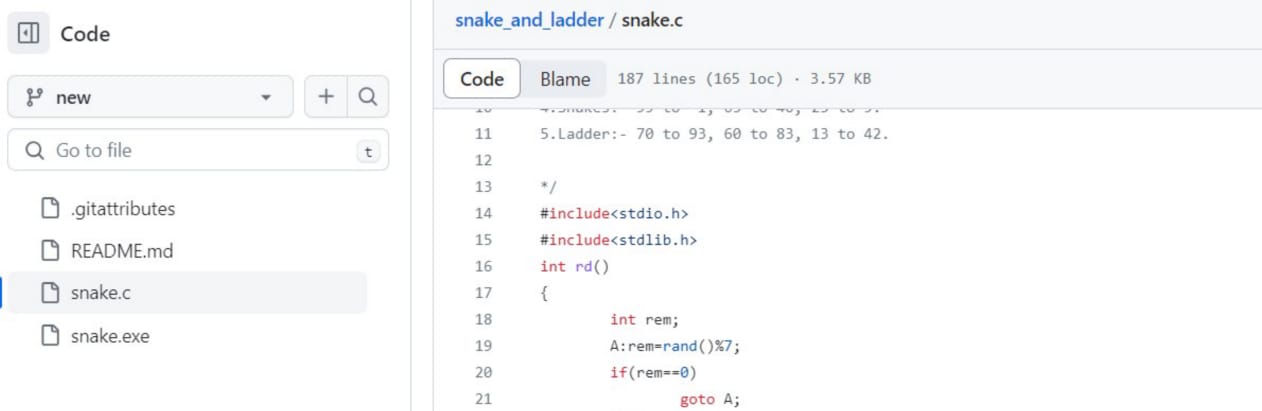 Code
new
Go to file
t
.gitattributes
README.md
snake.c
snake.exe
snake_and_ladder / snake.c
Code Blame 187 lines (165 loc) · 3.57 KB
11 5.Ladder:- 70 to 93, 60 to 83, 13 to 42.
12
13 */
14 #include<stdio.h>
15 #include<stdlib.h>
16 int rd()
17 {
18 int rem;
19 A:rem=rand()%7;
20 if(rem==0)
21 goto A;